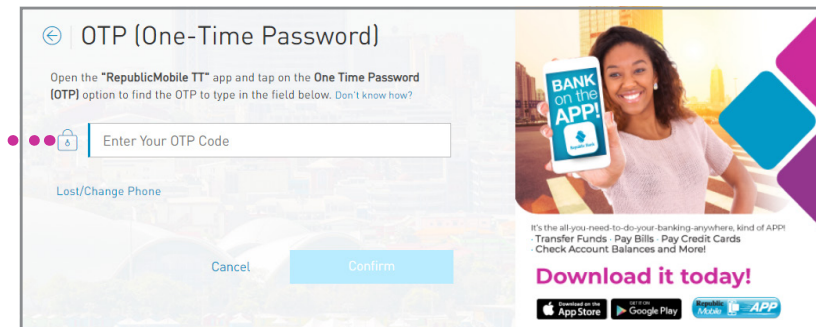 OTP (One-Time Password)
Open the "RepublicMobile TT" app and tap on the One Time Password
(OTP) option to find the OTP to type in the field below. Don't know how?
Enter Your OTP Code
Lost/Change Phone
Cancel
Confirm
BANK
on the
APP!
Republic Bank
It's the all-you-need-to-do-your-banking-anywhere, kind of APP!
· Transfer Funds · Pay Bills · Pay Credit Cards
· Check Account Balances and More!
Download it today!
Download on the
App Store
GET IT ON
Google Play
Republic
Mobile
APP